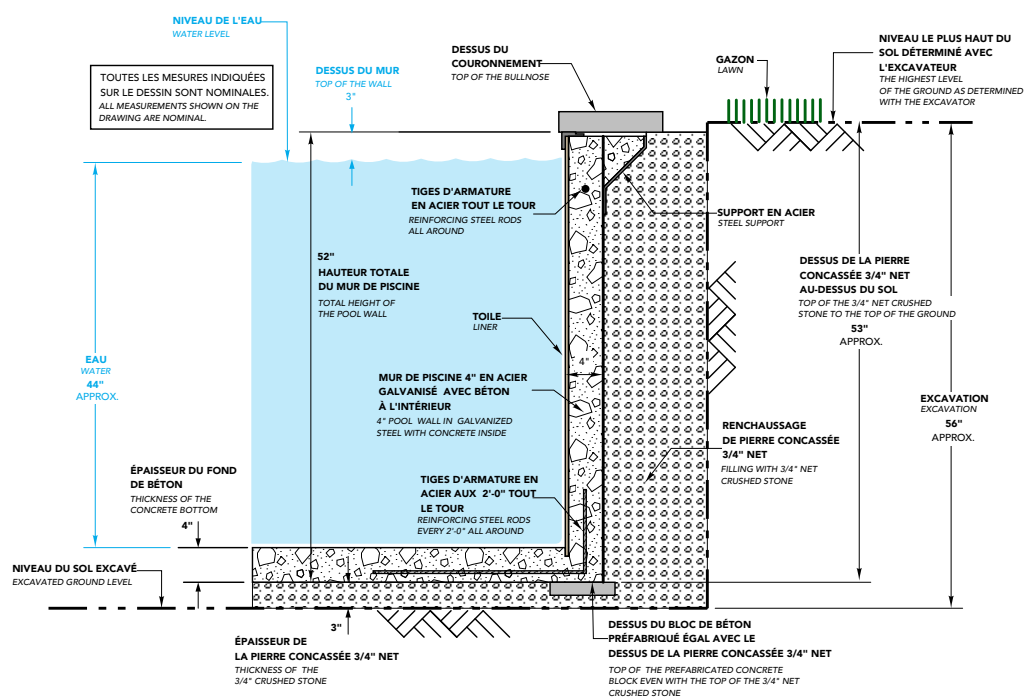 NIVEAU DE L'EAU
WATER LEVEL
TOUTES LES MESURES INDIQUÉES
SUR LE DESSIN SONT NOMINALES.
ALL MEASUREMENTS SHOWN ON THE
DRAWING ARE NOMINAL.
DESSUS DU MUR
TOP OF THE WALL
3"
DESSUS DU
COURONNEMENT
TOP OF THE BULLNOSE
GAZON
LAWN
NIVEAU LE PLUS HAUT DU
SOL DÉTERMINÉ AVEC
L'EXCAVATEUR
THE HIGHEST LEVEL
OF THE GROUND AS DETERMINED
WITH THE EXCAVATOR
TIGES D'ARMATURE
EN ACIER TOUT LE TOUR
REINFORCING STEEL RODS
ALL AROUND
SUPPORT EN ACIER
STEEL SUPPORT
52"
HAUTEUR TOTALE
DU MUR DE PISCINE
TOTAL HEIGHT OF
THE POOL WALL
DESSUS DE LA PIERRE
CONCASSÉE 3/4" NET
AU-DESSUS DU SOL
TOP OF THE 3/4" NET CRUSHED
STONE TO THE TOP OF THE GROUND
53"
APPROX.
TOILE
LINER
4"
EAU
WATER
44"
APPROX.
MUR DE PISCINE 4" EN ACIER
GALVANISÉ AVEC BÉTON
À L'INTÉRIEUR
4" POOL WALL IN GALVANIZED
STEEL WITH CONCRETE INSIDE
EXCAVATION
EXCAVATION
56"
APPROX.
RENCHAUSSAGE
DE PIERRE CONCASSÉE
3/4" NET
FILLING WITH 3/4" NET
CRUSHED STONE
ÉPAISSEUR DU FOND
DE BÉTON
THICKNESS OF THE
CONCRETE BOTTOM
4"
TIGES D'ARMATURE EN
ACIER AUX 2'-0" TOUT
LE TOUR
REINFORCING STEEL RODS
EVERY 2'-0" ALL AROUND
NIVEAU DU SOL EXCAVÉ
EXCAVATED GROUND LEVEL
3"
ÉPAISSEUR DE
LA PIERRE CONCASSÉE 3/4" NET
THICKNESS OF THE
3/4" CRUSHED STONE
DESSUS DU BLOC DE BÉTON
PRÉFABRIQUÉ ÉGAL AVEC LE
DESSUS DE LA PIERRE CONCASSÉE 3/4" NET
TOP OF THE PREFABRICATED CONCRETE
BLOCK EVEN WITH THE TOP OF THE 3/4" NET
CRUSHED STONE